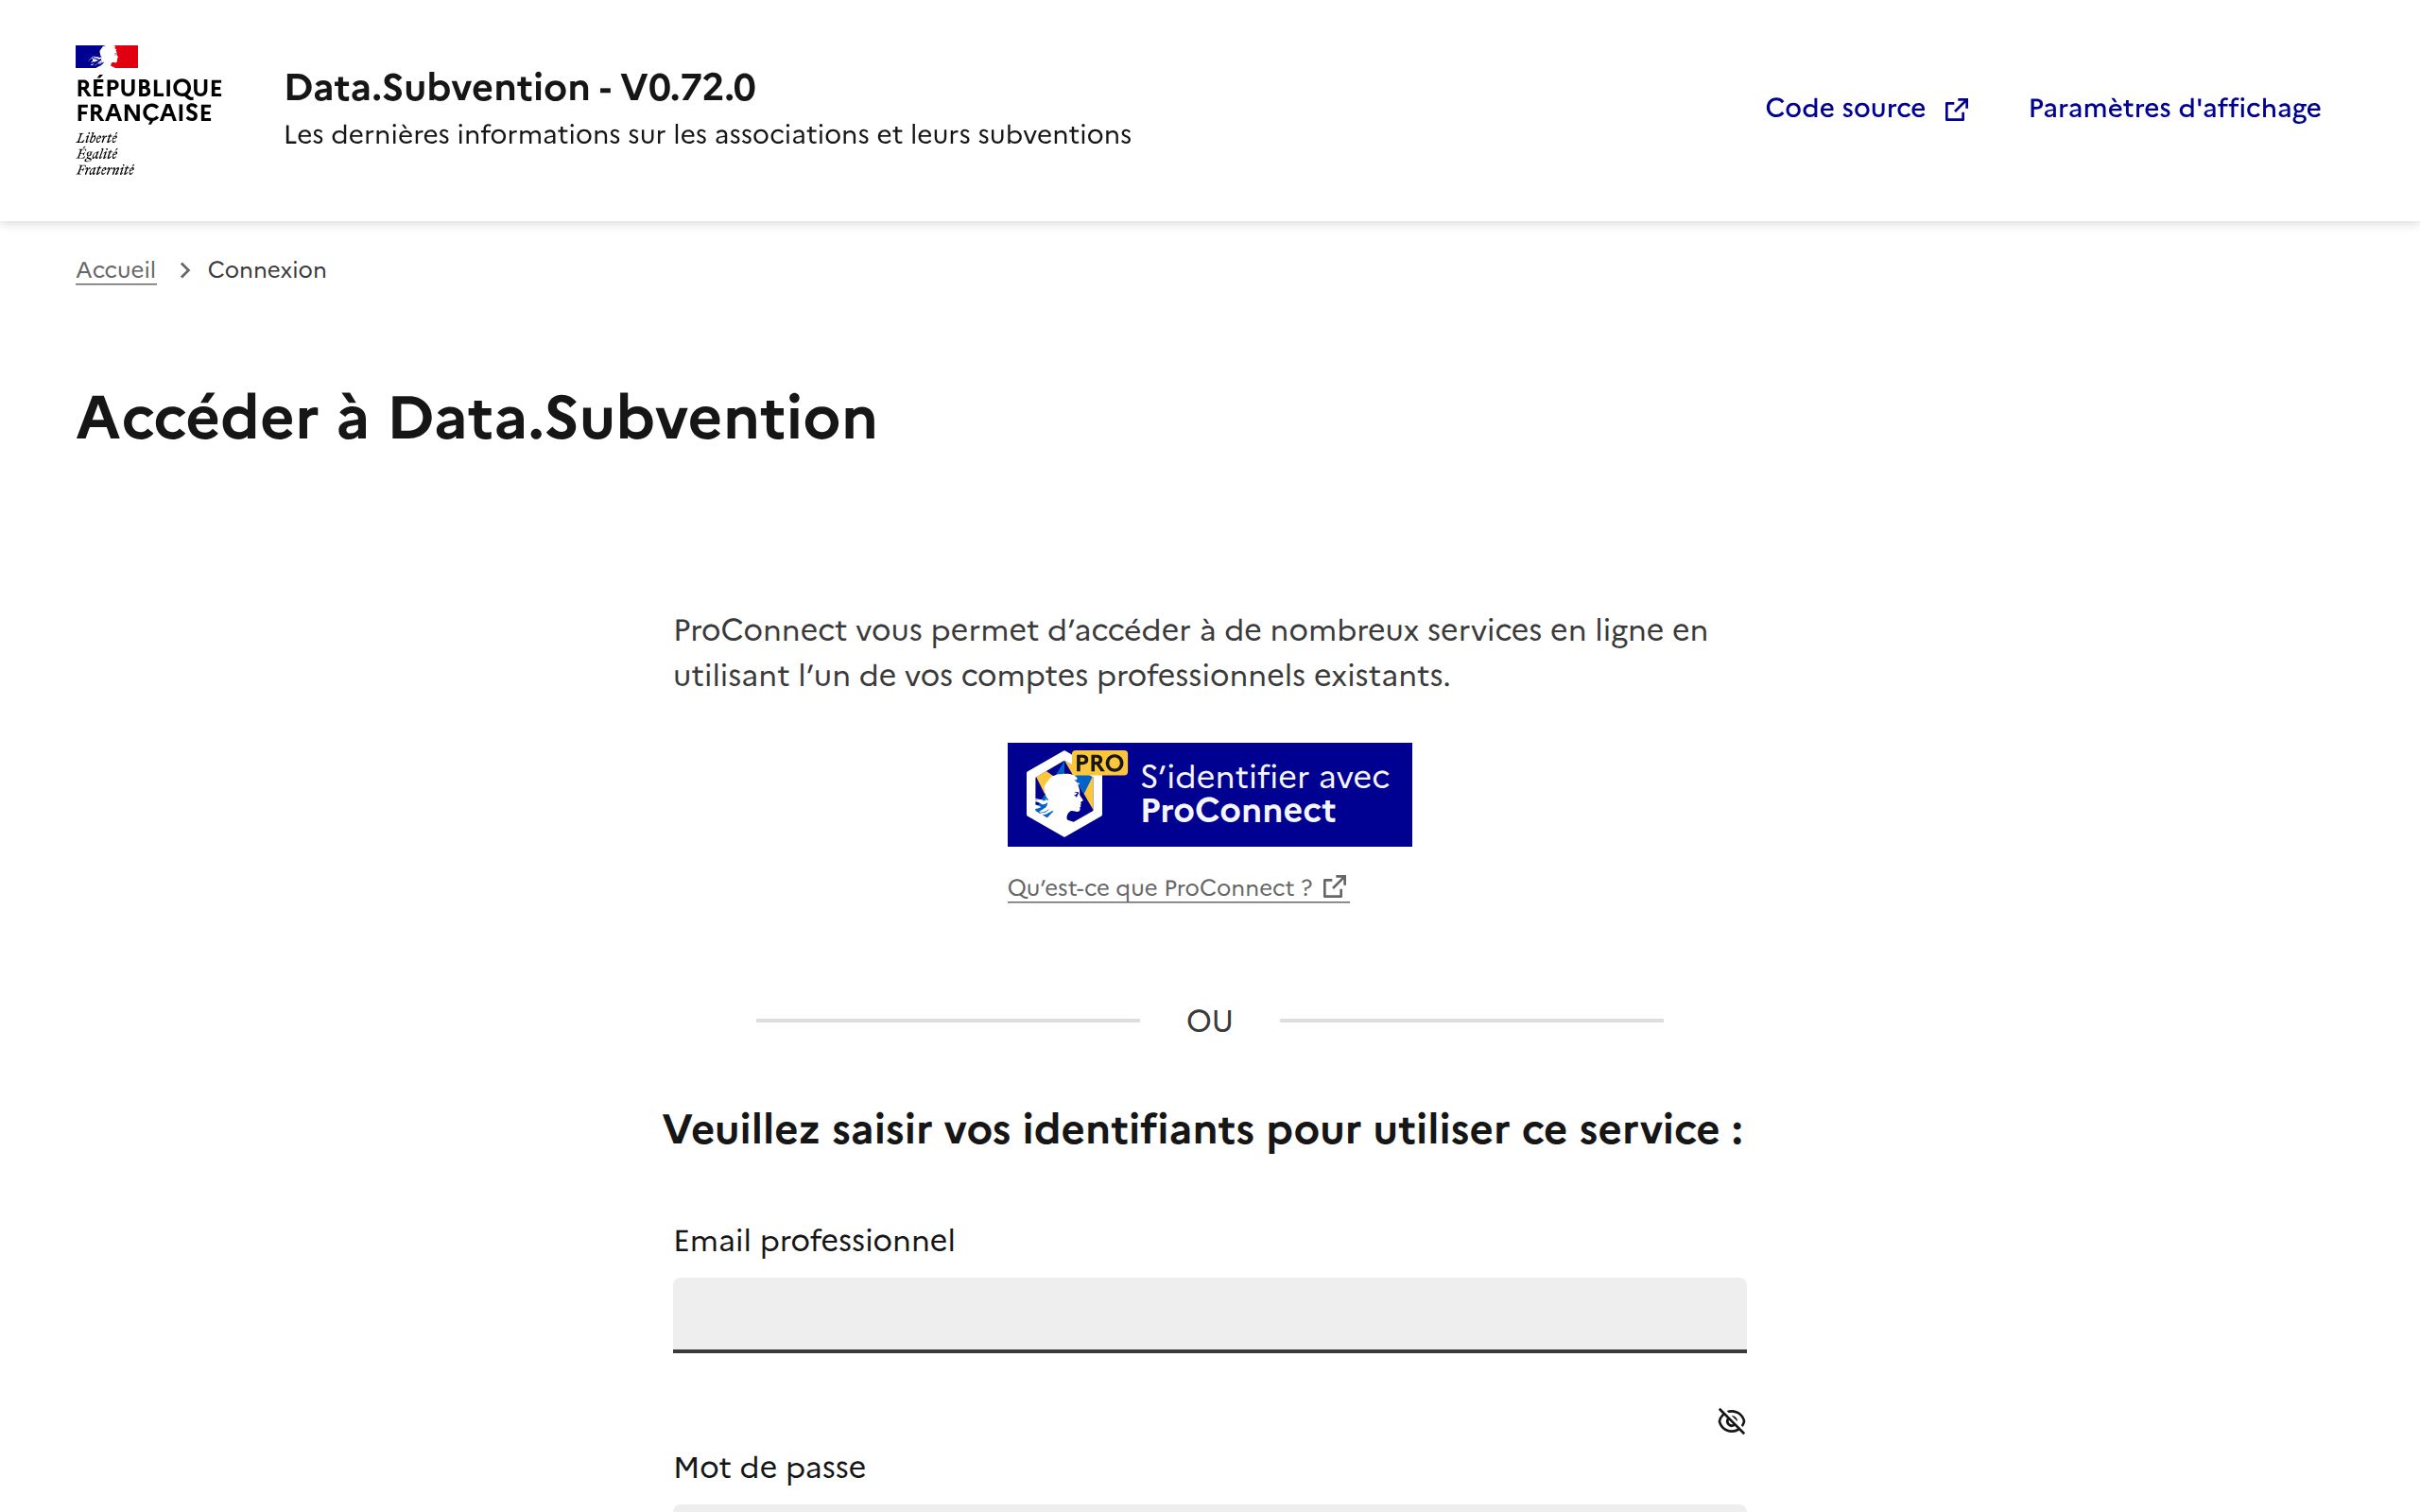 RÉPUBLIQUE
FRANÇAISE
Liberté
Égalité
Fraternité
Data.Subvention - V0.72.0
Les dernières informations sur les associations et leurs subventions
Code source
Paramètres d'affichage
Accueil
Connexion
Accéder à Data.Subvention
ProConnect vous permet d’accéder à de nombreux services en ligne en
utilisant l’un de vos comptes professionnels existants.
PRO
S’identifier avec
ProConnect
Qu’est-ce que ProConnect ?
OU
Veuillez saisir vos identifiants pour utiliser ce service :
Email professionnel
Mot de passe